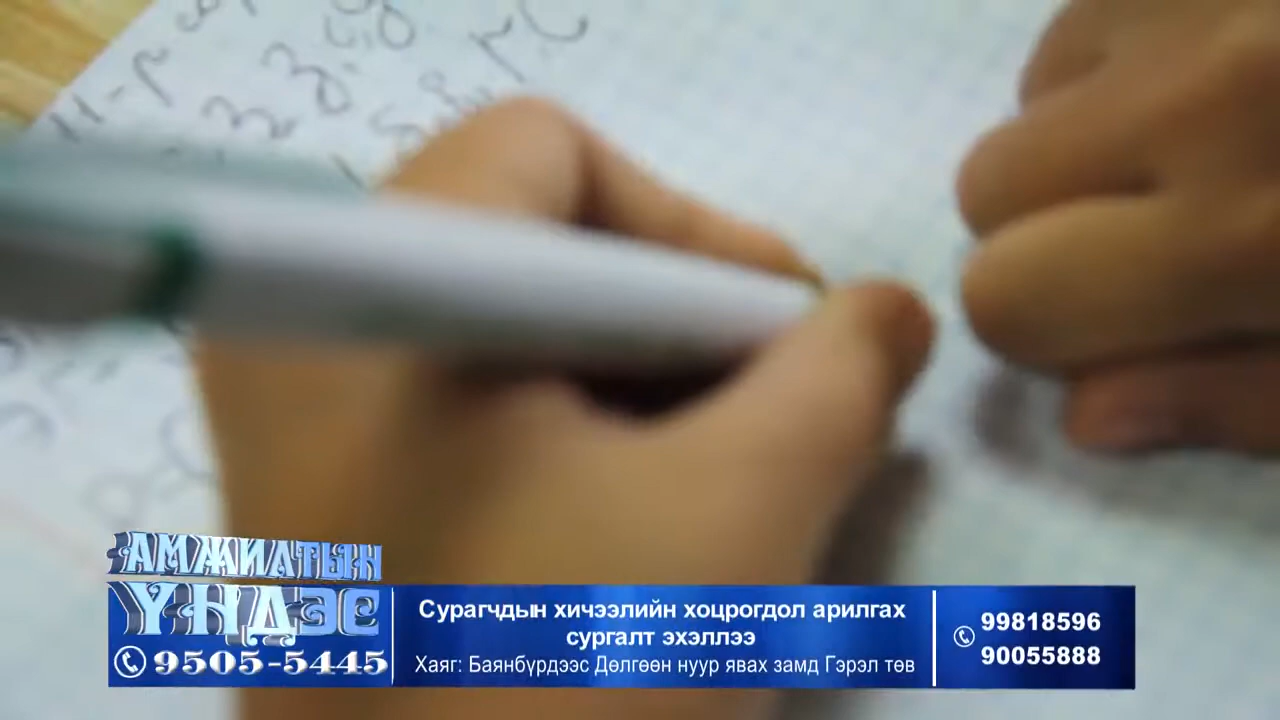 11-р
АМЖИЛТЫН
ҮНДЭС
9505-5445
Сурагчдын хичээлийн хоцрогдол арилгах
сургалт эхэллээ
Хаяг: Баянбүрдээс Дөлгөөн нуур явах замд Гэрэл төв
99818596
90055888